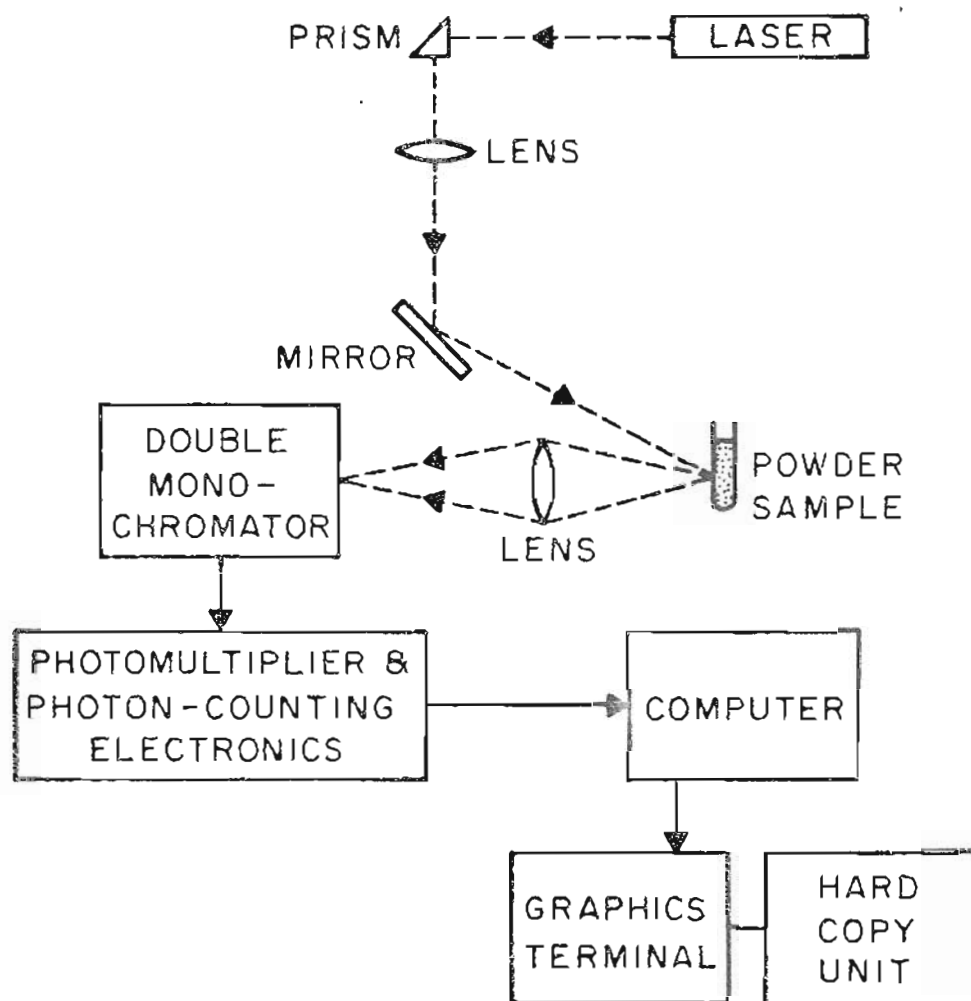 PRISM
LASER
LENS
MIRROR
DOUBLE
MONO-
CHROMATOR
LENS
POWDER
SAMPLE
PHOTOMULTIPLIER &
PHOTON-COUNTING
ELECTRONICS
COMPUTER
GRAPHICS
TERMINAL
HARD
COPY
UNIT